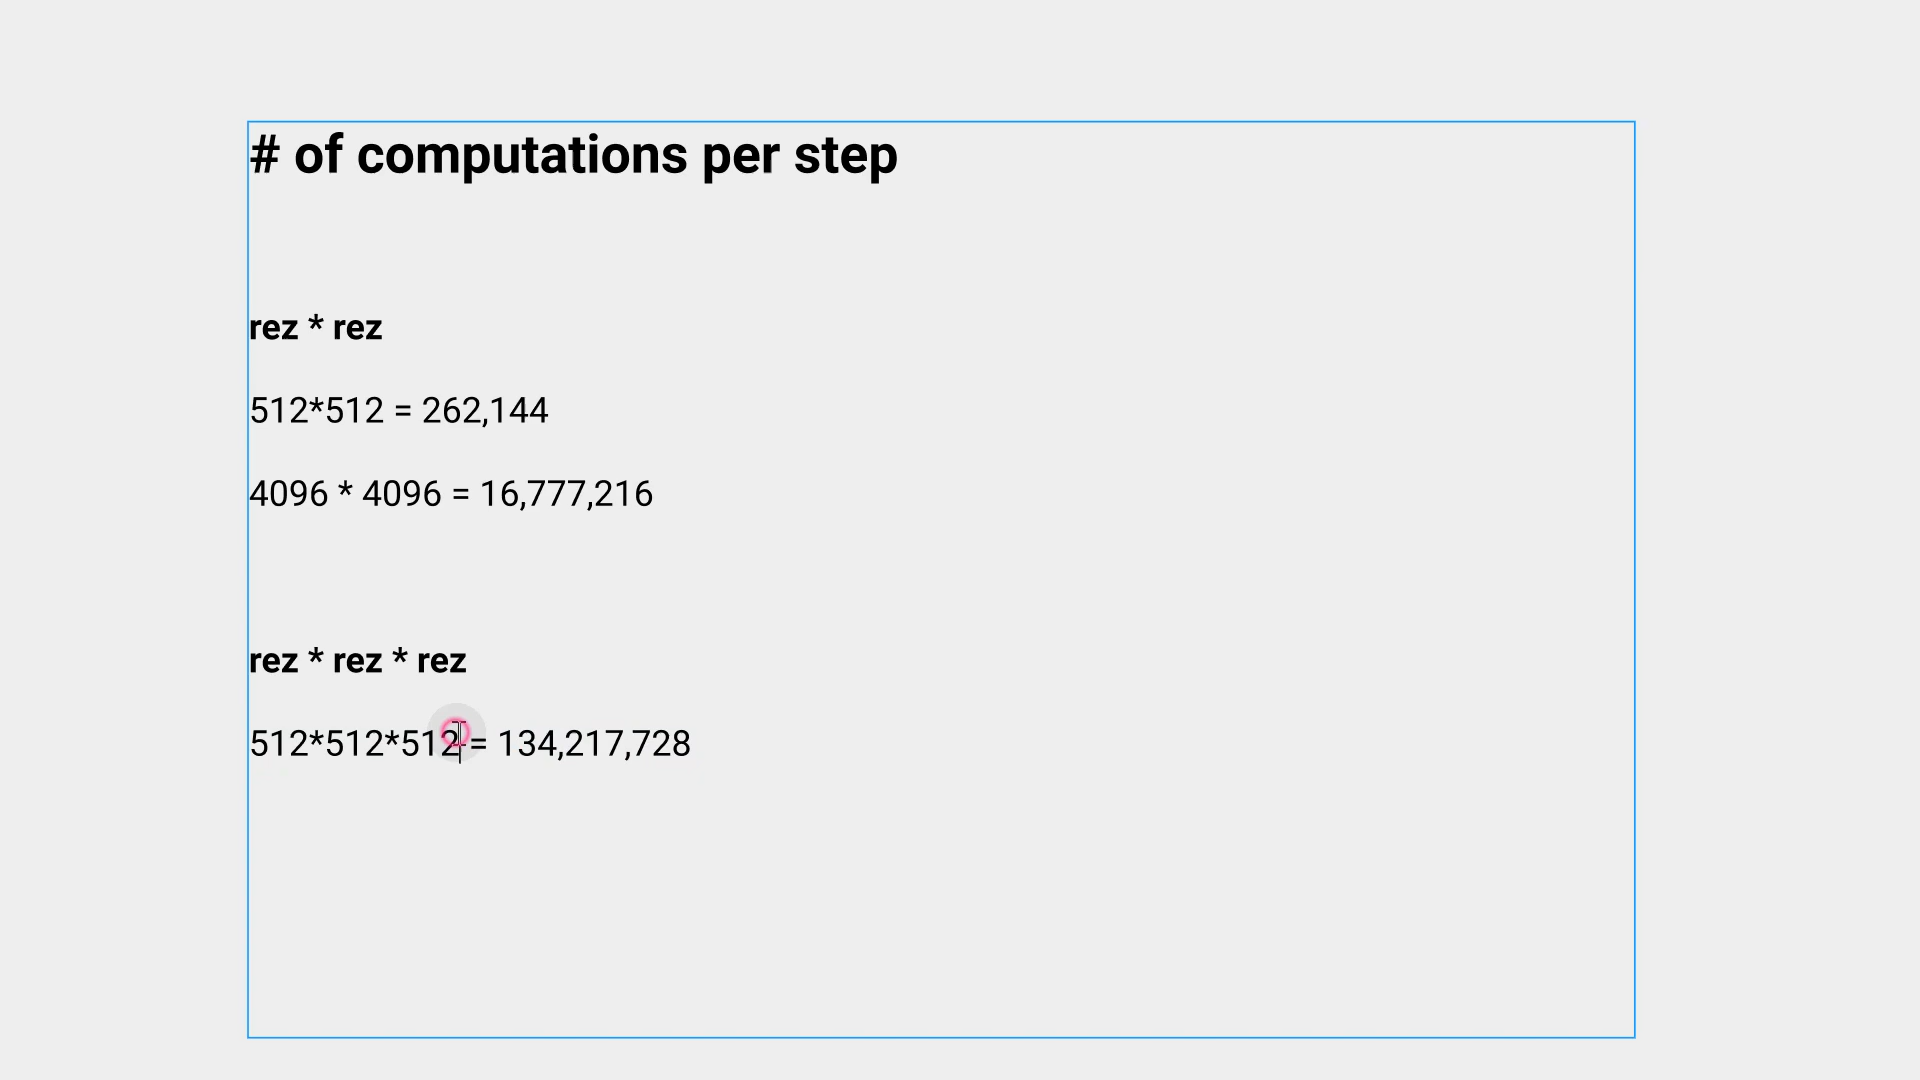 # of computations per step
rez * rez
512*512 = 262,144
4096 * 4096 = 16,777,216
rez * rez * rez
512*512*512 = 134,217,728